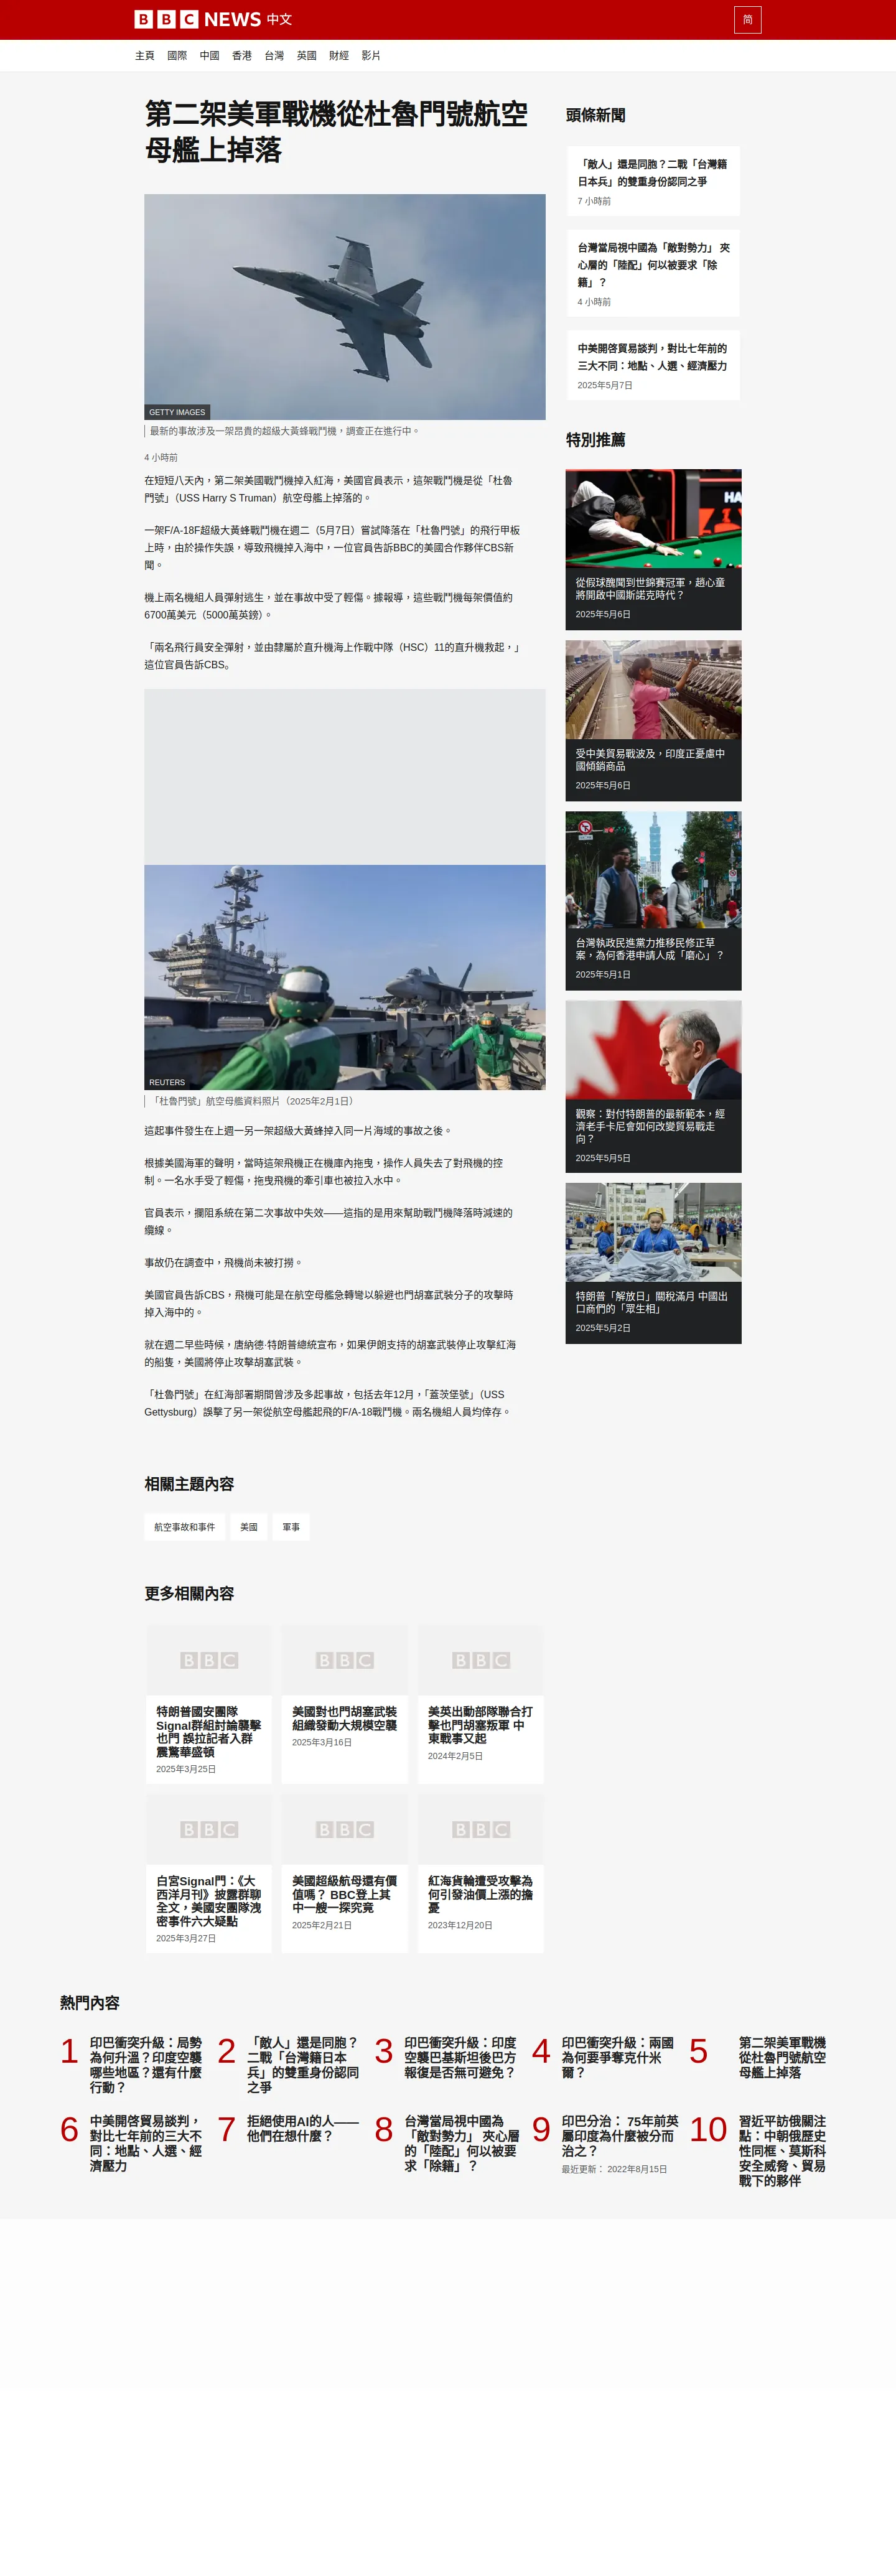 BBC NEWS 中文
简
主頁 國際 中國 香港 台灣 英國 財經 影片
第二架美軍戰機從杜魯門號航空
母艦上掉落
GETTY IMAGES
最新的事故涉及一架昂貴的超級大黃蜂戰鬥機，調查正在進行中。
4 小時前
在短短八天內，第二架美國戰鬥機掉入紅海，美國官員表示，這架戰鬥機是從「杜魯
門號」（USS Harry S Truman）航空母艦上掉落的。
一架F/A-18F超級大黃蜂戰鬥機在週二（5月7日）嘗試降落在「杜魯門號」的飛行甲板
上時，由於操作失誤，導致飛機掉入海中，一位官員告訴BBC的美國合作夥伴CBS新
聞。
機上兩名機組人員彈射逃生，並在事故中受了輕傷。據報導，這些戰鬥機每架價值約
6700萬美元（5000萬英鎊）。
「兩名飛行員安全彈射，並由隸屬於直升機海上作戰中隊（HSC）11的直升機救起，」
這位官員告訴CBS。
REUTERS
「杜魯門號」航空母艦資料照片（2025年2月1日）
這起事件發生在上週一另一架超級大黃蜂掉入同一片海域的事故之後。
根據美國海軍的聲明，當時這架飛機正在機庫內拖曳，操作人員失去了對飛機的控
制。一名水手受了輕傷，拖曳飛機的牽引車也被拉入水中。
官員表示，攔阻系統在第二次事故中失效——這指的是用來幫助戰鬥機降落時減速的
纜線。
事故仍在調查中，飛機尚未被打撈。
美國官員告訴CBS，飛機可能是在航空母艦急轉彎以躲避也門胡塞武裝分子的攻擊時
掉入海中的。
就在週二早些時候，唐納德·特朗普總統宣布，如果伊朗支持的胡塞武裝停止攻擊紅海
的船隻，美國將停止攻擊胡塞武裝。
「杜魯門號」在紅海部署期間曾涉及多起事故，包括去年12月，「蓋茨堡號」（USS
Gettysburg）誤擊了另一架從航空母艦起飛的F/A-18戰鬥機。兩名機組人員均倖存。
相關主題內容
航空事故和事件 美國 軍事
更多相關內容
特朗普國安團隊
Signal群組討論襲擊
也門 誤拉記者入群
震驚華盛頓
2025年3月25日
美國對也門胡塞武裝
組織發動大規模空襲
2025年3月16日
美英出動部隊聯合打
擊也門胡塞叛軍 中
東戰事又起
2024年2月5日
白宮Signal門：《大
西洋月刊》披露群聊
全文，美國安團隊洩
密事件六大疑點
2025年3月27日
美國超級航母還有價
值嗎？ BBC登上其
中一艘一探究竟
2025年2月21日
紅海貨輪遭受攻擊為
何引發油價上漲的擔
憂
2023年12月20日
頭條新聞
「敵人」還是同胞？二戰「台灣籍
日本兵」的雙重身份認同之爭
7 小時前
台灣當局視中國為「敵對勢力」 夾
心層的「陸配」何以被要求「除
籍」？
4 小時前
中美開啓貿易談判，對比七年前的
三大不同：地點、人選、經濟壓力
2025年5月7日
特別推薦
從假球醜聞到世錦賽冠軍，趙心童
將開啟中國斯諾克時代？
2025年5月6日
受中美貿易戰波及，印度正憂慮中
國傾銷商品
2025年5月6日
台灣執政民進黨力推移民修正草
案，為何香港申請人成「磨心」？
2025年5月1日
觀察：對付特朗普的最新範本，經
濟老手卡尼會如何改變貿易戰走
向？
2025年5月5日
特朗普「解放日」關稅滿月 中國出
口商們的「眾生相」
2025年5月2日
熱門內容
1
印巴衝突升級：局勢
為何升溫？印度空襲
哪些地區？還有什麼
行動？
2
「敵人」還是同胞？
二戰「台灣籍日本
兵」的雙重身份認同
之爭
3
印巴衝突升級：印度
空襲巴基斯坦後巴方
報復是否無可避免？
4
印巴衝突升級：兩國
為何要爭奪克什米
爾？
5
第二架美軍戰機
從杜魯門號航空
母艦上掉落
6
中美開啓貿易談判，
對比七年前的三大不
同：地點、人選、經
濟壓力
7
拒絕使用AI的人——
他們在想什麼？
8
台灣當局視中國為
「敵對勢力」 夾心層
的「陸配」何以被要
求「除籍」？
9
印巴分治： 75年前英
屬印度為什麼被分而
治之？
最近更新： 2022年8月15日
10
習近平訪俄關注
點：中朝俄歷史
性同框、莫斯科
安全威脅、貿易
戰下的夥伴